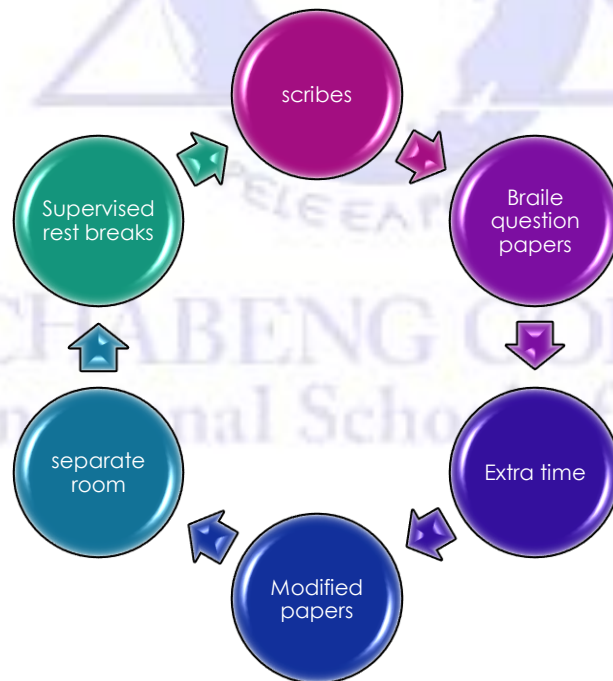 scribes
Braile
question
papers
Extra time
Modified
papers
separate
room
Supervised
rest breaks